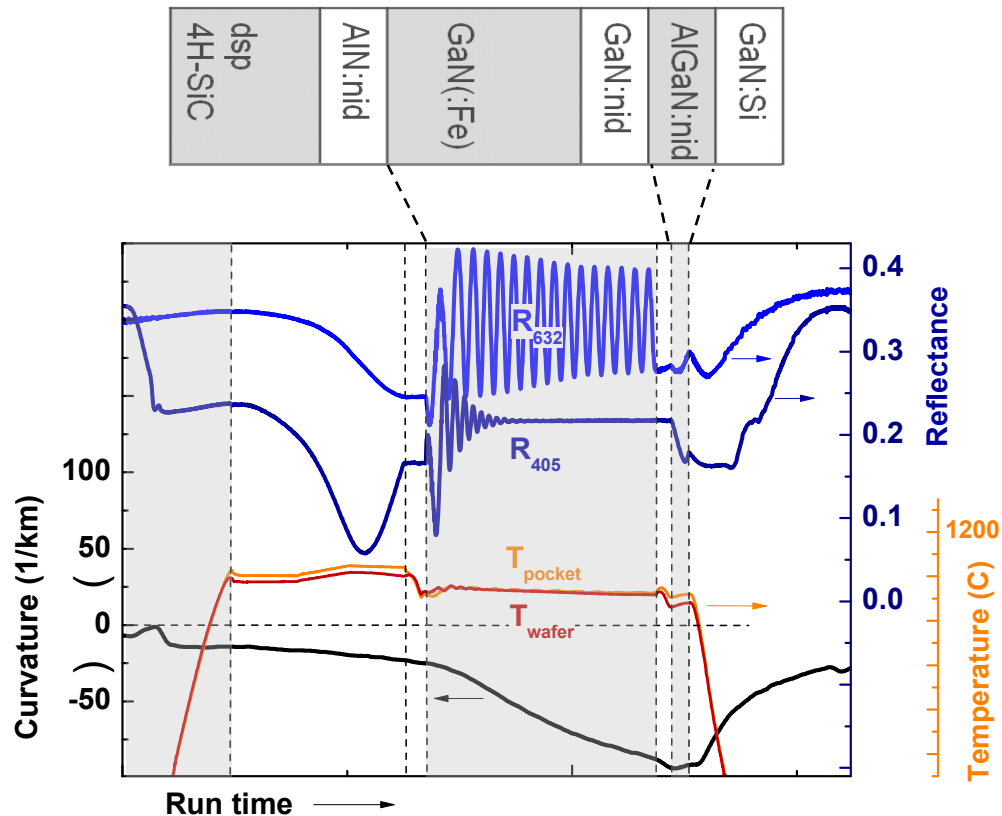 dsp
4H-SiC
AlN:nid
GaN(:Fe)
GaN:nid
AlGaN:nid
GaN:Si
R632
R405
Tpocket
Twafer
100
50
0
-50
Curvature (1/km)
( )
0.4
0.3
0.2
0.1
0.0
Reflectance
1200
Temperature (C)
Run time